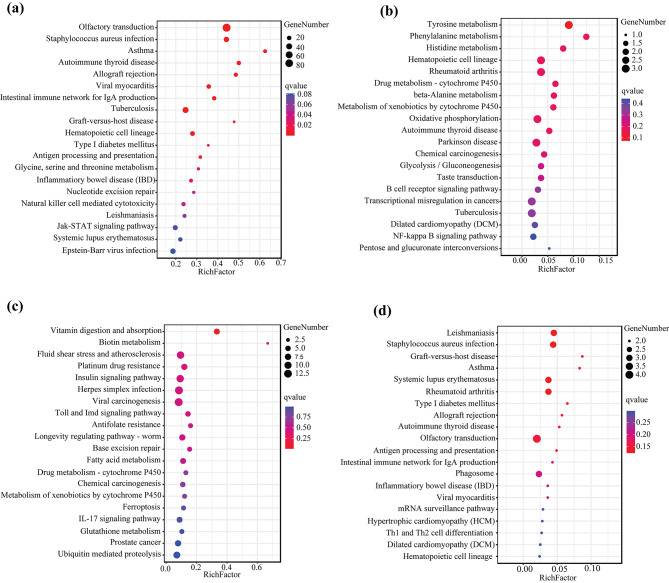 (a)
Olfactory transduction
Staphylococcus aureus infection
Asthma
Autoimmune thyroid disease
Allograft rejection
Viral myocarditis
Intestinal immune network for IgA production
Tuberculosis
Graft-versus-host disease
Hematopoietic cell lineage
Type I diabetes mellitus
Antigen processing and presentation
Glycine, serine and threonine metabolism
Inflammatiory bowel disease (IBD)
Nucleotide excision repair
Natural killer cell mediated cytotoxicity
Leishmaniasis
Jak-STAT signaling pathway
Systemic lupus erythematosus
Epstein-Barr virus infection
0.2 0.3 0.4 0.5 0.6 0.7
RichFactor
GeneNumber
20
40
60
80
qvalue
0.08
0.06
0.04
0.02
(b)
Tyrosine metabolism
Phenylalanine metabolism
Histidine metabolism
Hematopoietic cell lineage
Rheumatoid arthritis
Drug metabolism - cytochrome P450
beta-Alanine metabolism
Metabolism of xenobiotics by cytochrome P450
Oxidative phosphorylation
Autoimmune thyroid disease
Parkinson disease
Chemical carcinogenesis
Glycolysis / Gluconeogenesis
Taste transduction
B cell receptor signaling pathway
Transcriptional misregulation in cancers
Tuberculosis
Dilated cardiomyopathy (DCM)
NF-kappa B signaling pathway
Pentose and glucuronate interconversions
0.00 0.05 0.10 0.15
RichFactor
GeneNumber
1.0
1.5
2.0
2.5
3.0
qvalue
0.4
0.3
0.2
0.1
(c)
Vitamin digestion and absorption
Biotin metabolism
Fluid shear stress and atherosclerosis
Platinum drug resistance
Insulin signaling pathway
Herpes simplex infection
Viral carcinogenesis
Toll and Imd signaling pathway
Antifolate resistance
Longevity regulating pathway - worm
Base excision repair
Fatty acid metabolism
Drug metabolism - cytochrome P450
Chemical carcinogenesis
Metabolism of xenobiotics by cytochrome P450
Ferroptosis
IL-17 signaling pathway
Glutathione metabolism
Prostate cancer
Ubiquitin mediated proteolysis
0.0 0.2 0.4 0.6
RichFactor
GeneNumber
2.5
5.0
7.5
10.0
12.5
qvalue
0.75
0.50
0.25
(d)
Leishmaniasis
Staphylococcus aureus infection
Graft-versus-host disease
Asthma
Systemic lupus erythematosus
Rheumatoid arthritis
Type I diabetes mellitus
Allograft rejection
Autoimmune thyroid disease
Olfactory transduction
Antigen processing and presentation
Intestinal immune network for IgA production
Phagosome
Inflammatiory bowel disease (IBD)
Viral myocarditis
mRNA surveillance pathway
Hypertrophic cardiomyopathy (HCM)
Th1 and Th2 cell differentiation
Dilated cardiomyopathy (DCM)
Hematopoietic cell lineage
0.00 0.05 0.10
RichFactor
GeneNumber
2.0
2.5
3.0
3.5
4.0
qvalue
0.25
0.20
0.15